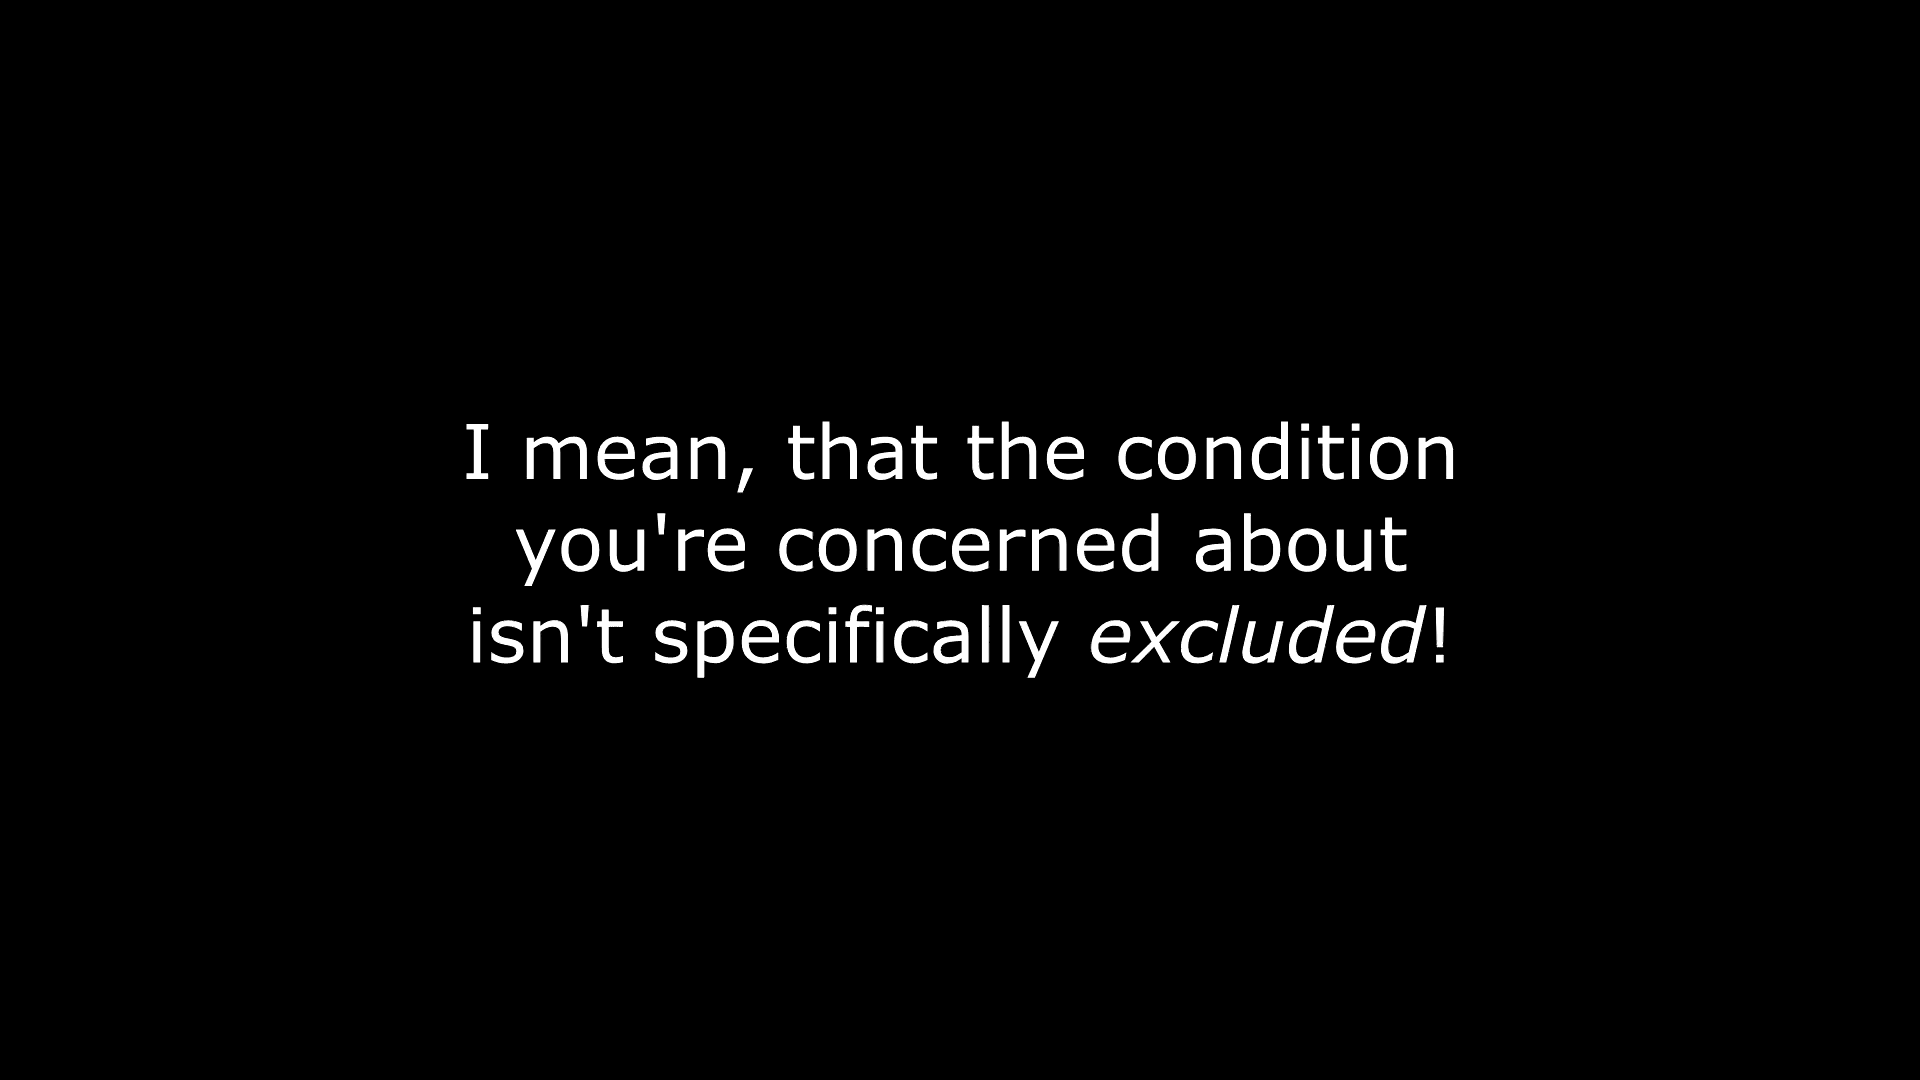 I mean, that the condition
you're concerned about
isn't specifically excluded!